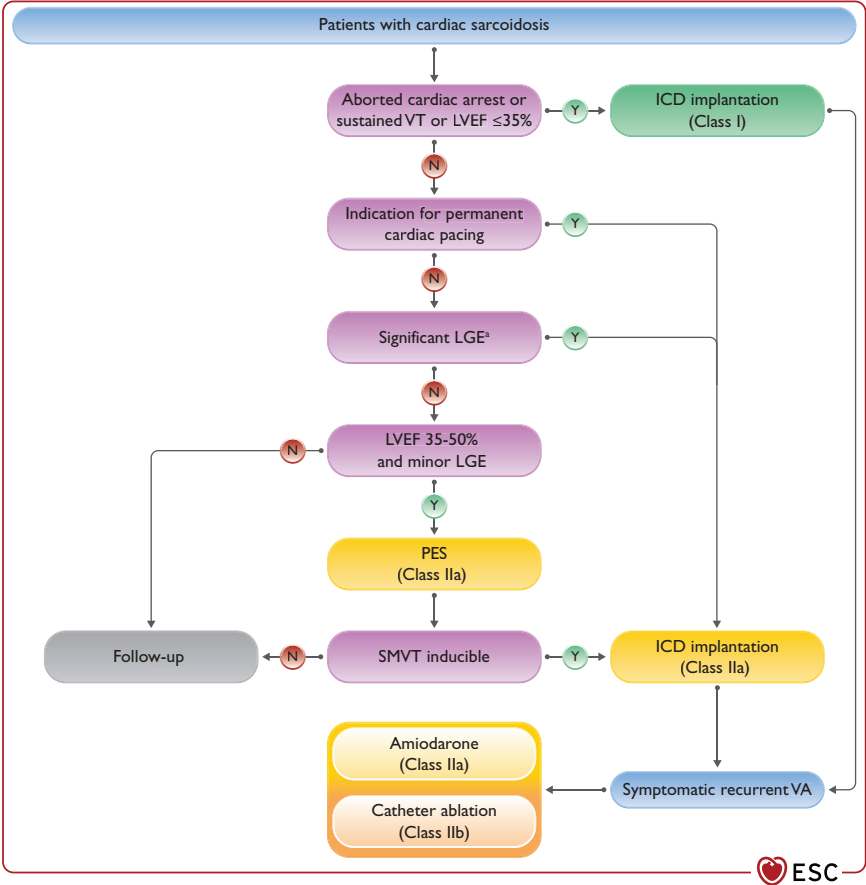 Patients with cardiac sarcoidosis
Aborted cardiac arrest or
sustained VT or LVEF ≤35%
Y
ICD implantation
(Class I)
N
Indication for permanent
cardiac pacing
Y
N
Significant LGEᵃ
Y
N
LVEF 35-50%
and minor LGE
N
Y
PES
(Class IIa)
Follow-up
N
SMVT inducible
Y
ICD implantation
(Class IIa)
Amiodarone
(Class IIa)
Catheter ablation
(Class IIb)
Symptomatic recurrent VA
ESC